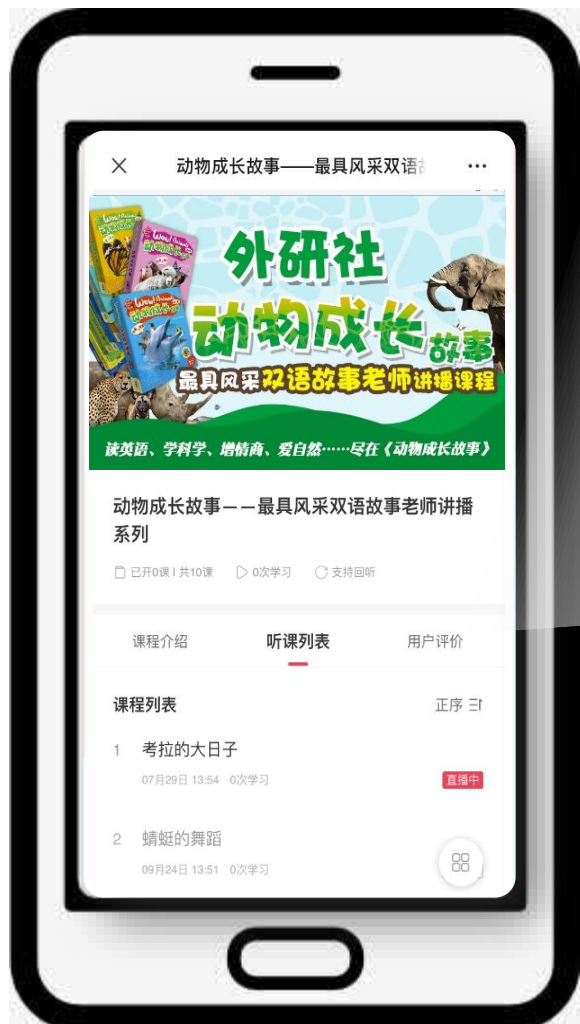 动物成长故事——最具风采双语
外研社
动物成长故事
最具风采双语故事老师讲播课程
读英语、学科学、增情商、爱自然……尽在《动物成长故事》
动物成长故事——最具风采双语故事老师讲播
系列
已开0课 | 共10课 0次学习 支持回听
课程介绍 听课列表 用户评价
课程列表 正序
1 考拉的大日子
07月29日 13:54 0次学习 直播中
2 蜻蜓的舞蹈
09月24日 13:51 0次学习